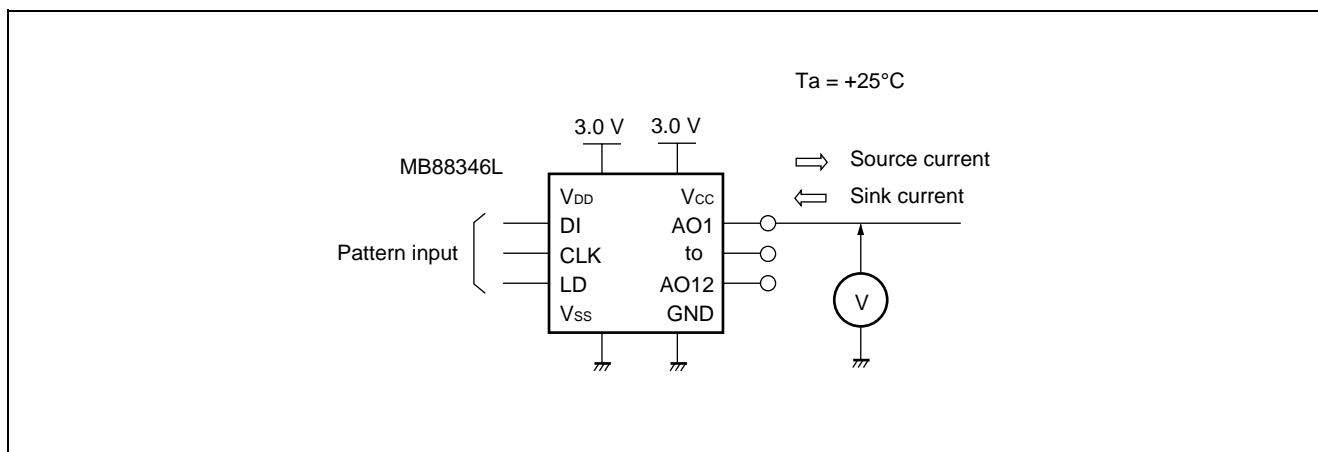 Ta = +25°C
3.0 V 3.0 V
MB88346L
Source current
Sink current
VDD VCC
DI AO1
Pattern input
CLK to
LD AO12
VSS GND
V